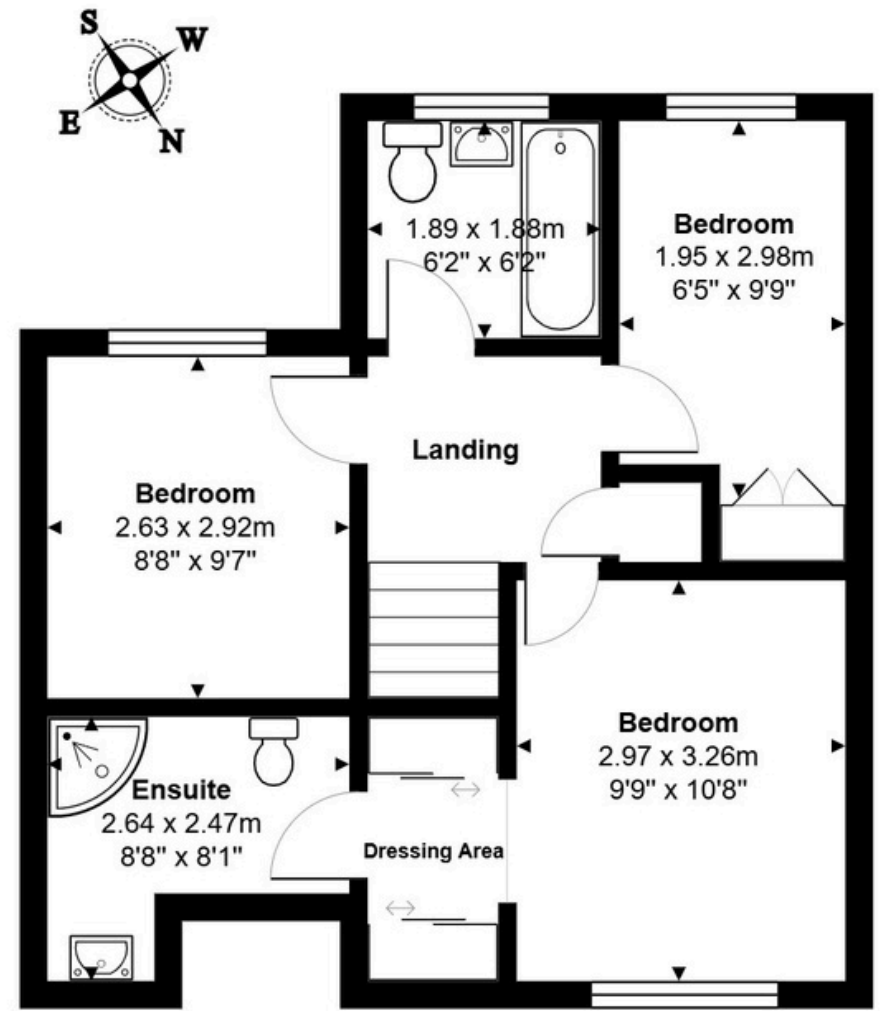 S
W
E
N
1.89 x 1.88m
6'2" x 6'2"
Bedroom
1.95 x 2.98m
6'5" x 9'9"
Landing
Bedroom
2.63 x 2.92m
8'8" x 9'7"
Bedroom
2.97 x 3.26m
9'9" x 10'8"
Ensuite
2.64 x 2.47m
8'8" x 8'1"
Dressing Area